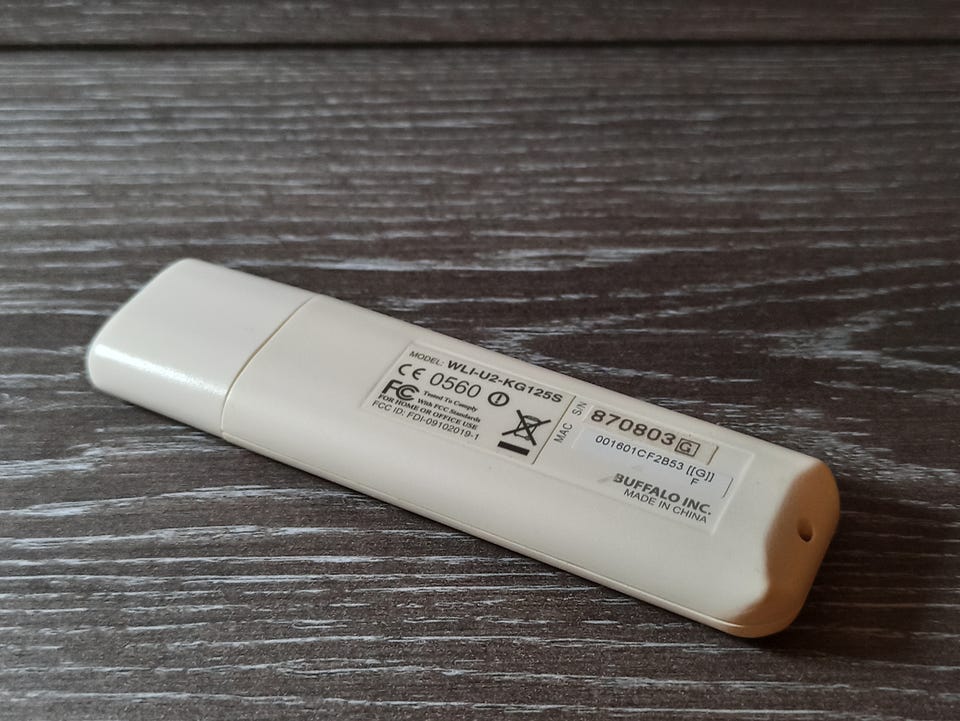 MODEL: WLI-U2-KG125S
CE 0560
FC Tested To Comply
With FCC Standards
FOR HOME OR OFFICE USE
FCC ID: FDI-09102019-1
S/N 870803 G
MAC 001601CF2B53 [[G]]
F
BUFFALO INC.
MADE IN CHINA